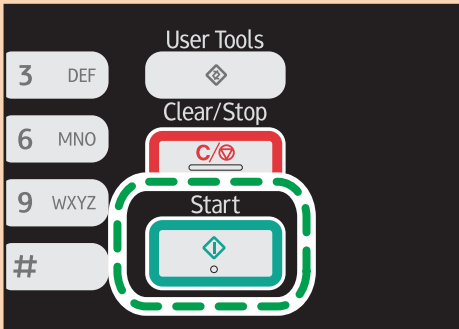 User Tools
3 DEF
Clear/Stop
6 MNO
C/
9 WXYZ
Start
#